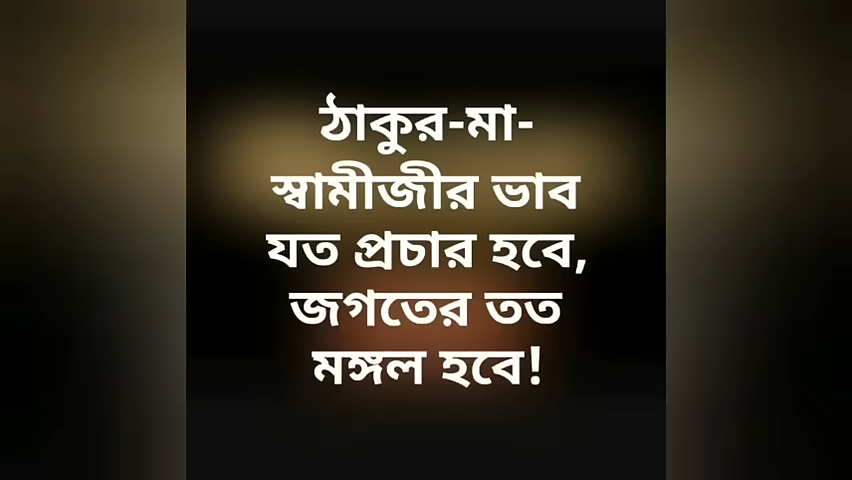 ঠাকুর-মা-
স্বামীজীর ভাব
যত প্রচার হবে,
জগতের তত
মঙ্গল হবে!